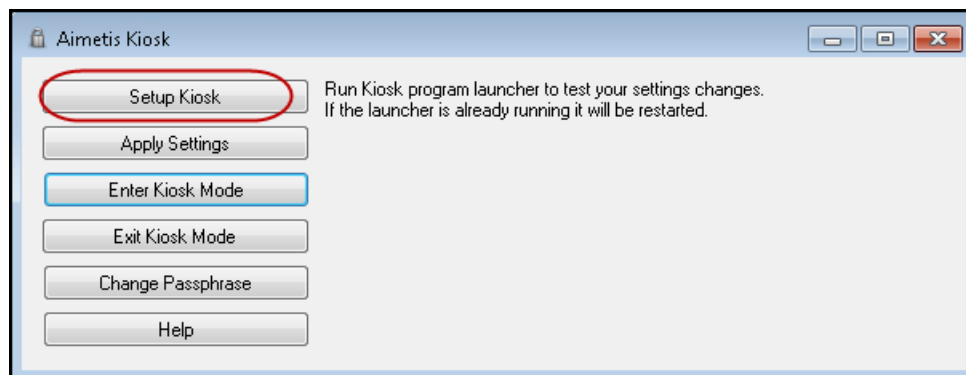 Aimetis Kiosk
Setup Kiosk
Run Kiosk program launcher to test your settings changes.
If the launcher is already running it will be restarted.
Apply Settings
Enter Kiosk Mode
Exit Kiosk Mode
Change Passphrase
Help